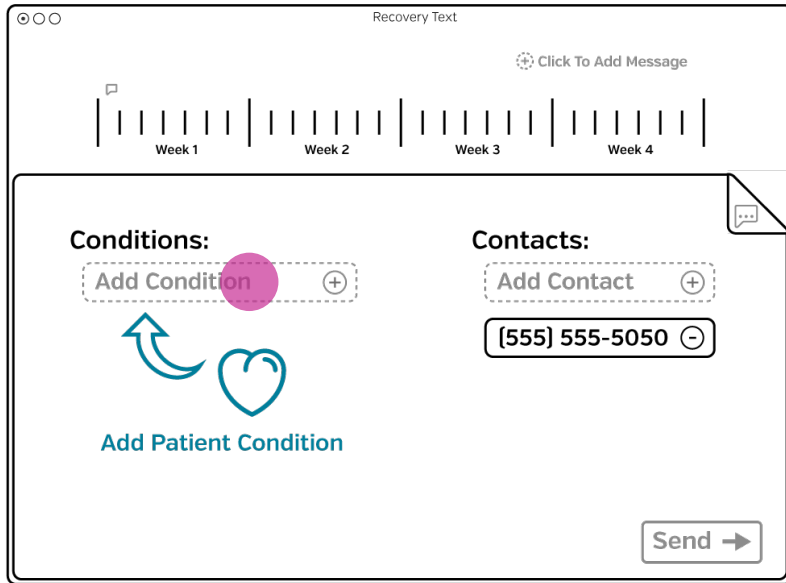 Recovery Text
Click To Add Message
Week 1 Week 2 Week 3 Week 4
Conditions:
Add Condition
Add Patient Condition
Contacts:
Add Contact
(555) 555-5050
Send